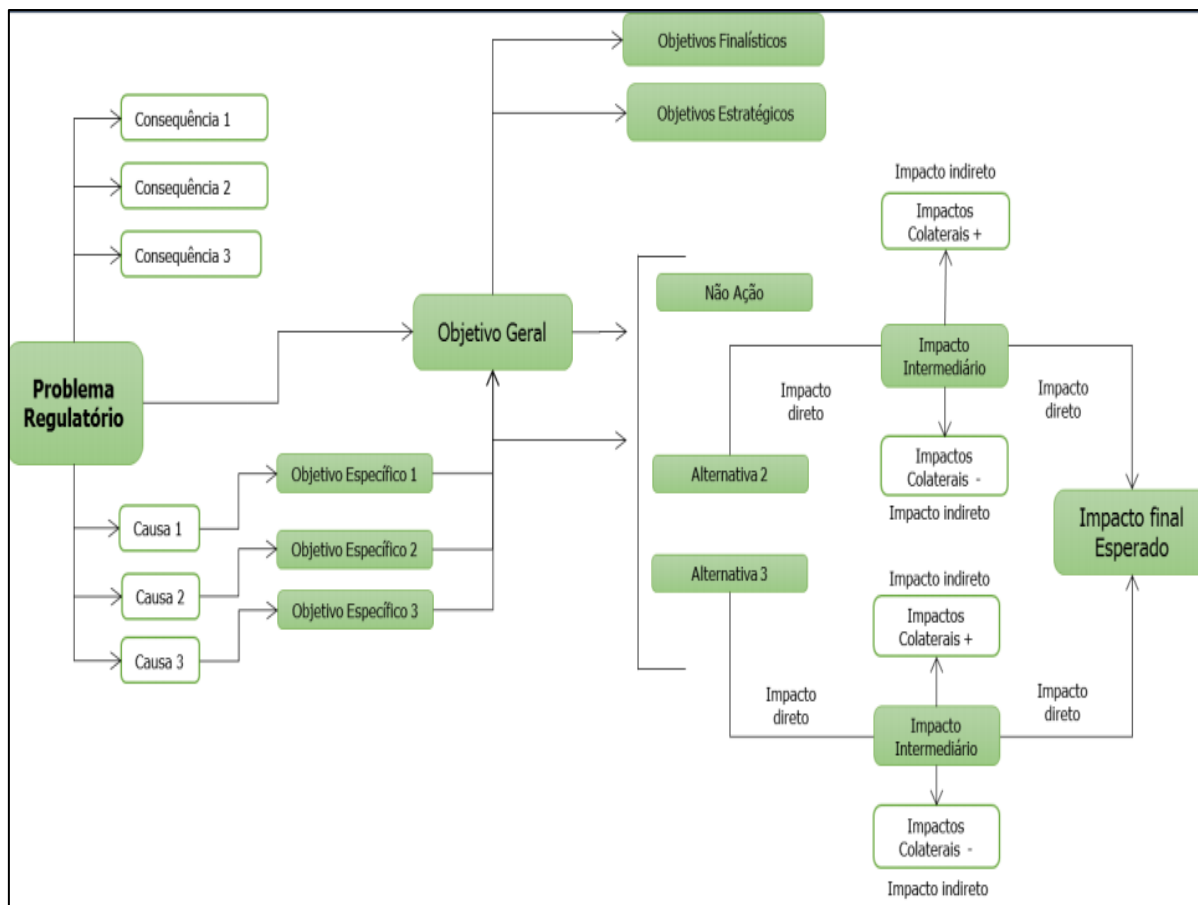 Objetivos Finalísticos
Objetivos Estratégicos
Consequência 1
Consequência 2
Consequência 3
Problema
Regulatório
Objetivo Geral
Causa 1
Causa 2
Causa 3
Objetivo Específico 1
Objetivo Específico 2
Objetivo Específico 3
Não Ação
Alternativa 2
Alternativa 3
Impacto indireto
Impactos
Colaterais +
Impacto
Intermediário
Impacto
direto
Impacto
direto
Impactos
Colaterais -
Impacto indireto
Impacto final
Esperado
Impacto indireto
Impactos
Colaterais +
Impacto
direto
Impacto
direto
Impacto
Intermediário
Impactos
Colaterais -
Impacto indireto